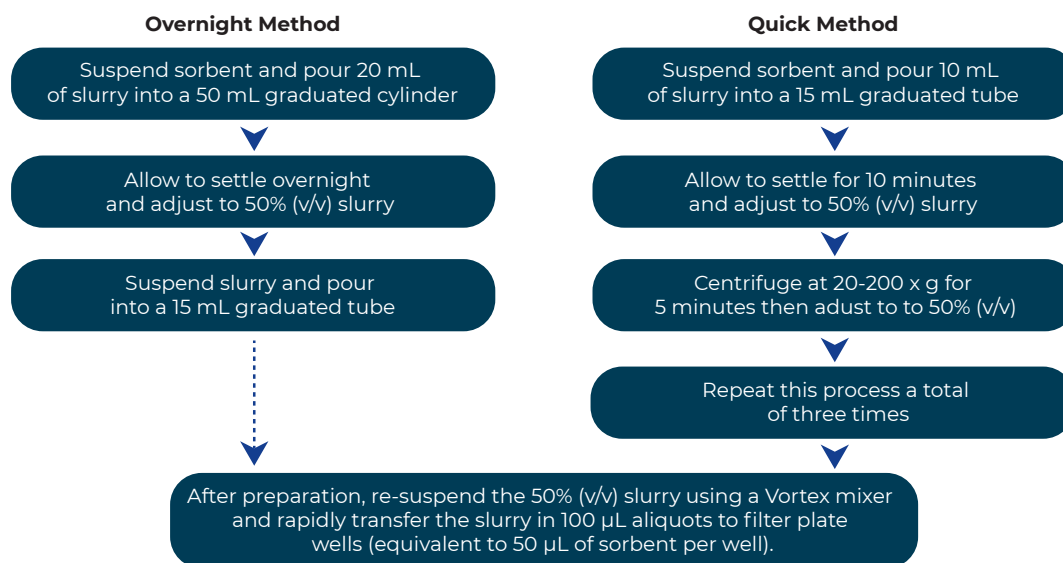 Overnight Method
Suspend sorbent and pour 20 mL
of slurry into a 50 mL graduated cylinder
Allow to settle overnight
and adjust to 50% (v/v) slurry
Suspend slurry and pour
into a 15 mL graduated tube
Quick Method
Suspend sorbent and pour 10 mL
of slurry into a 15 mL graduated tube
Allow to settle for 10 minutes
and adjust to 50% (v/v) slurry
Centrifuge at 20-200 x g for
5 minutes then adust to to 50% (v/v)
Repeat this process a total
of three times
After preparation, re-suspend the 50% (v/v) slurry using a Vortex mixer
and rapidly transfer the slurry in 100 µL aliquots to filter plate
wells (equivalent to 50 µL of sorbent per well).